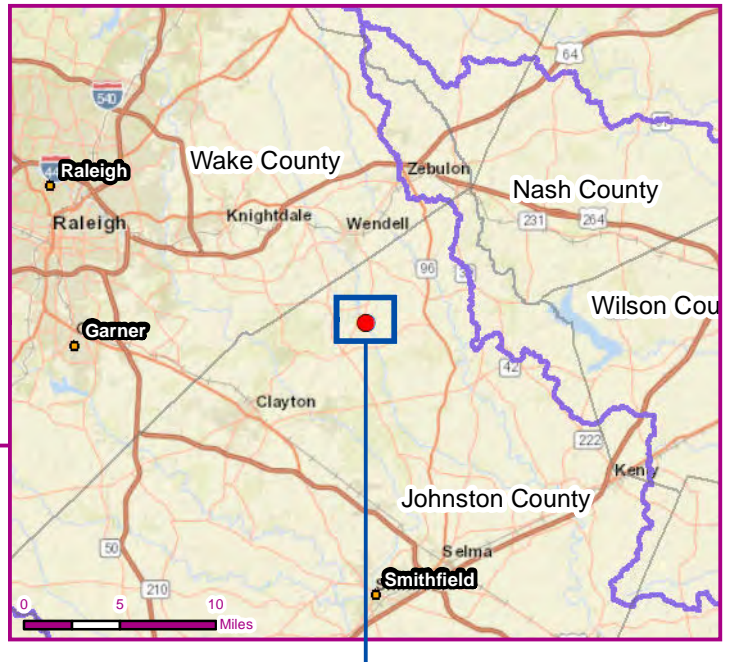 64
540
Wake County
Zebulon
Raleigh
44
Nash County
Knightdale
Wendell
Raleigh
231
264
96
Wilson Cou
Garner
42
Clayton
222
Kenly
Johnston County
50
Selma
Smithfield
210
0 5 10
Miles